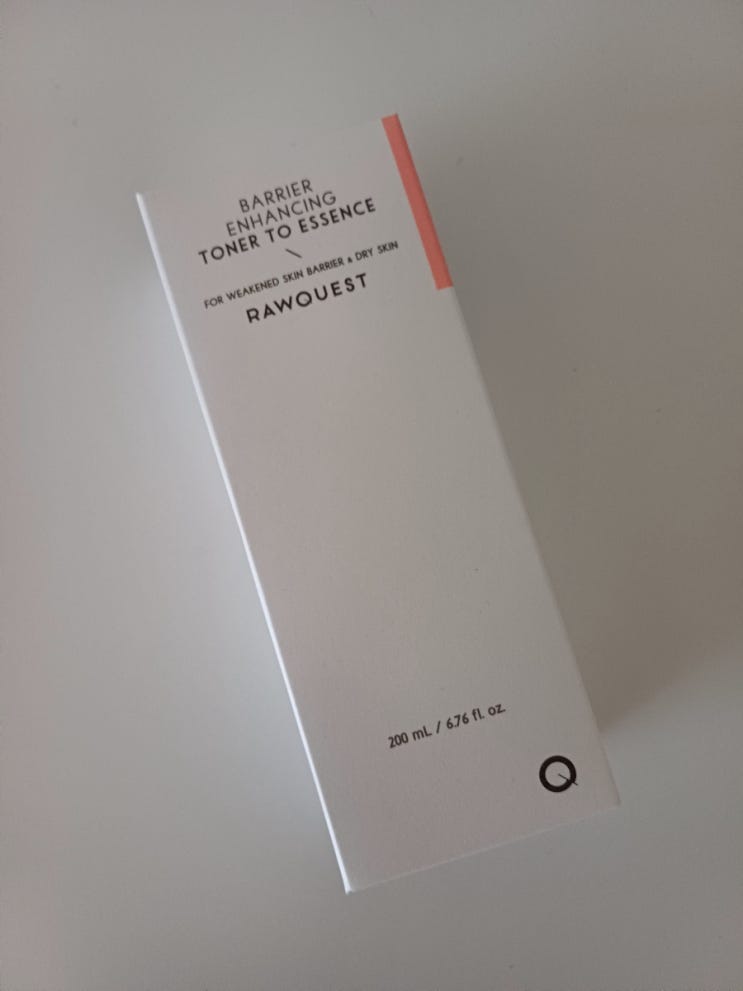 BARRIER
ENHANCING
TONER TO ESSENCE
FOR WEAKENED SKIN BARRIER & DRY SKIN
RAWQUEST
200 mL / 6.76 fl. oz.
Q